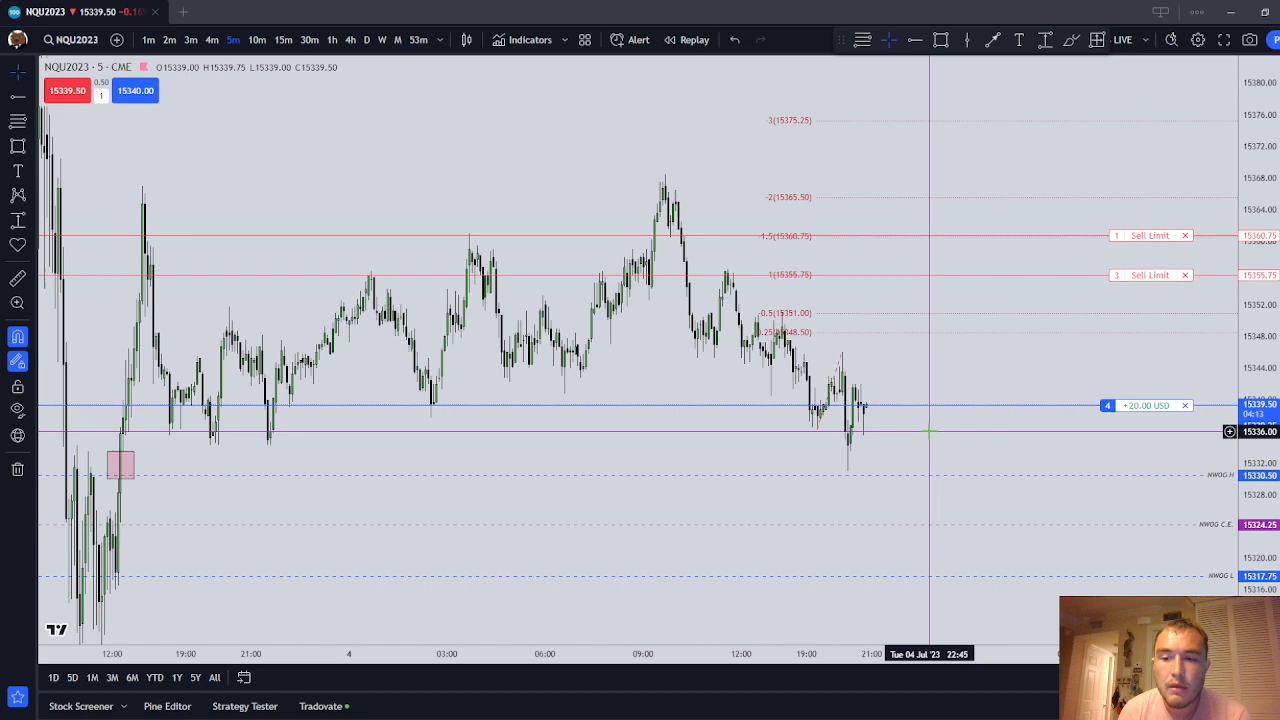 NQU2023 ▼ 15339.50 −0.16
NQU2023 1m 2m 3m 4m 5m 10m 15m 30m 1h 4h D W M 53m Indicators Alert Replay LIVE
NQU2023 · 5 · CME O15339.00 H15339.75 L15339.00 C15339.50
15339.50 0.50 1 15340.00
15380.00
15376.00
-3(15375.25)
15372.00
15368.00
-2(15365.50)
15364.00
-1.5(15360.75) 1 Sell Limit 15360.75
15360.00
1(15355.75) 3 Sell Limit 15355.75
15352.00
-0.5(15351.00)
15348.00
15344.00
4 +20.00 USD 15339.50
04:13
15336.00
15332.00
NWOG H 15330.50
15328.00
NWOG C.E. 15324.25
15320.00
NWOG L 15317.75
15316.00
12:00 19:00 21:00 4 03:00 06:00 09:00 12:00 19:00 21:00 Tue 04 Jul '23 22:45
1D 5D 1M 3M 6M YTD 1Y 5Y All
Stock Screener Pine Editor Strategy Tester Tradovate